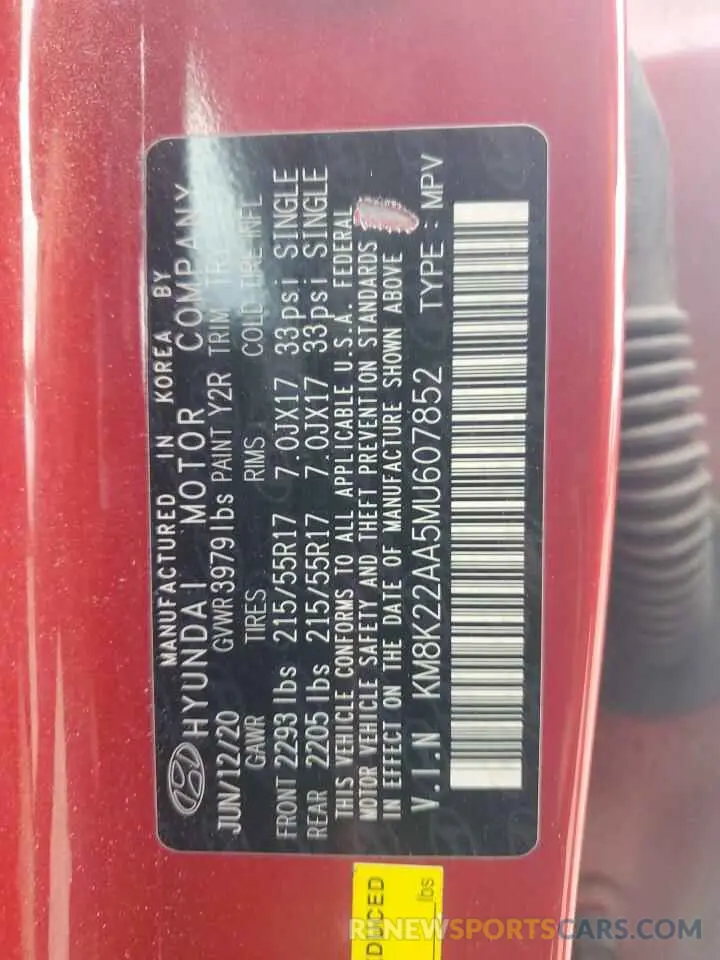 MANUFACTURED IN KOREA BY
HYUNDAI MOTOR COMPANY
JUN/12/20 GVWR 3979 lbs PAINT Y2R TRIM TRY
GAWR TIRES RIMS COLD TIRE INFL
FRONT 2293 lbs 215/55R17 7.0JX17 33psi SINGLE
REAR 2205 lbs 215/55R17 7.0JX17 33psi SINGLE
THIS VEHICLE CONFORMS TO ALL APPLICABLE U.S.A. FEDERAL
MOTOR VEHICLE SAFETY AND THEFT PREVENTION STANDARDS
IN EFFECT ON THE DATE OF MANUFACTURE SHOWN ABOVE
V.I.N KM8K22AA5MU607852 TYPE : MPV
lbs
RENEWSPORTSCARS.COM